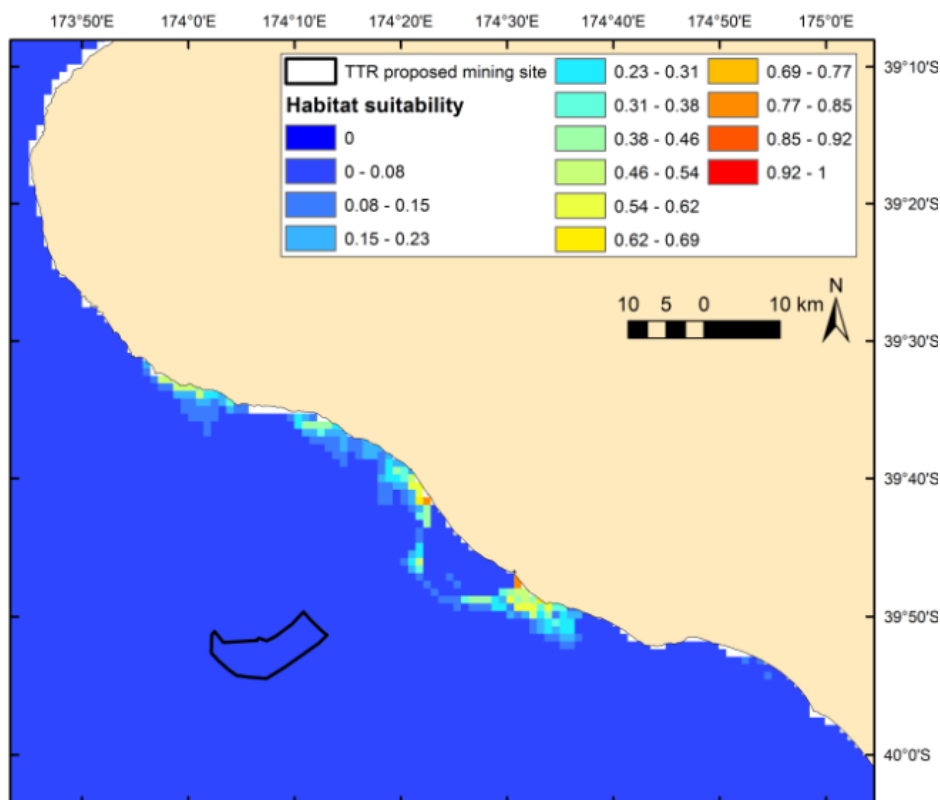 173°50'E 174°0'E 174°10'E 174°20'E 174°30'E 174°40'E 174°50'E 175°0'E
39°10'S
39°20'S
39°30'S
39°40'S
39°50'S
40°0'S
TTR proposed mining site
Habitat suitability
0
0 - 0.08
0.08 - 0.15
0.15 - 0.23
0.23 - 0.31
0.31 - 0.38
0.38 - 0.46
0.46 - 0.54
0.54 - 0.62
0.62 - 0.69
0.69 - 0.77
0.77 - 0.85
0.85 - 0.92
0.92 - 1
N
10 5 0 10 km